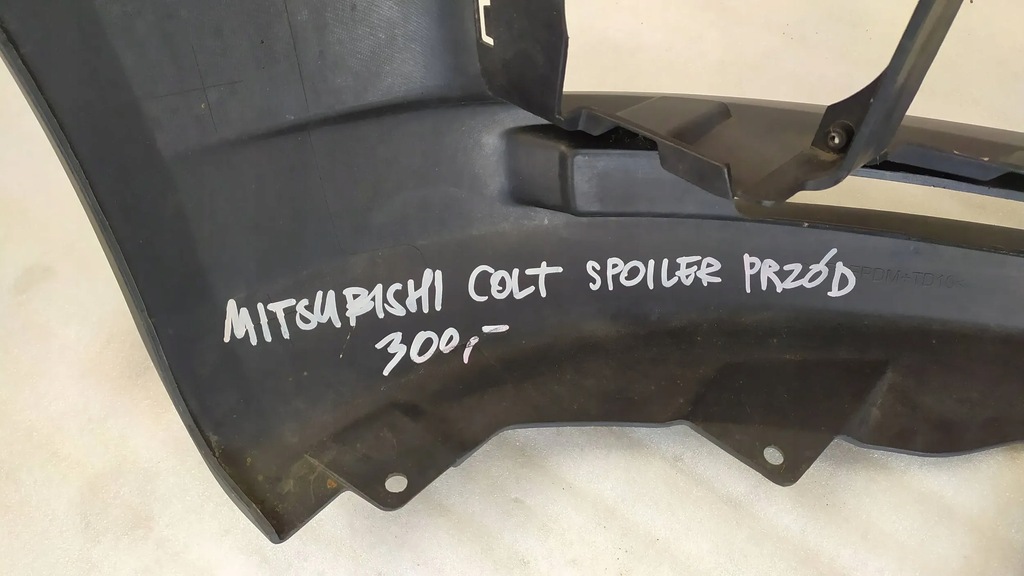 MITSUBISHI COLT SPOILER PRZÓD
300,-